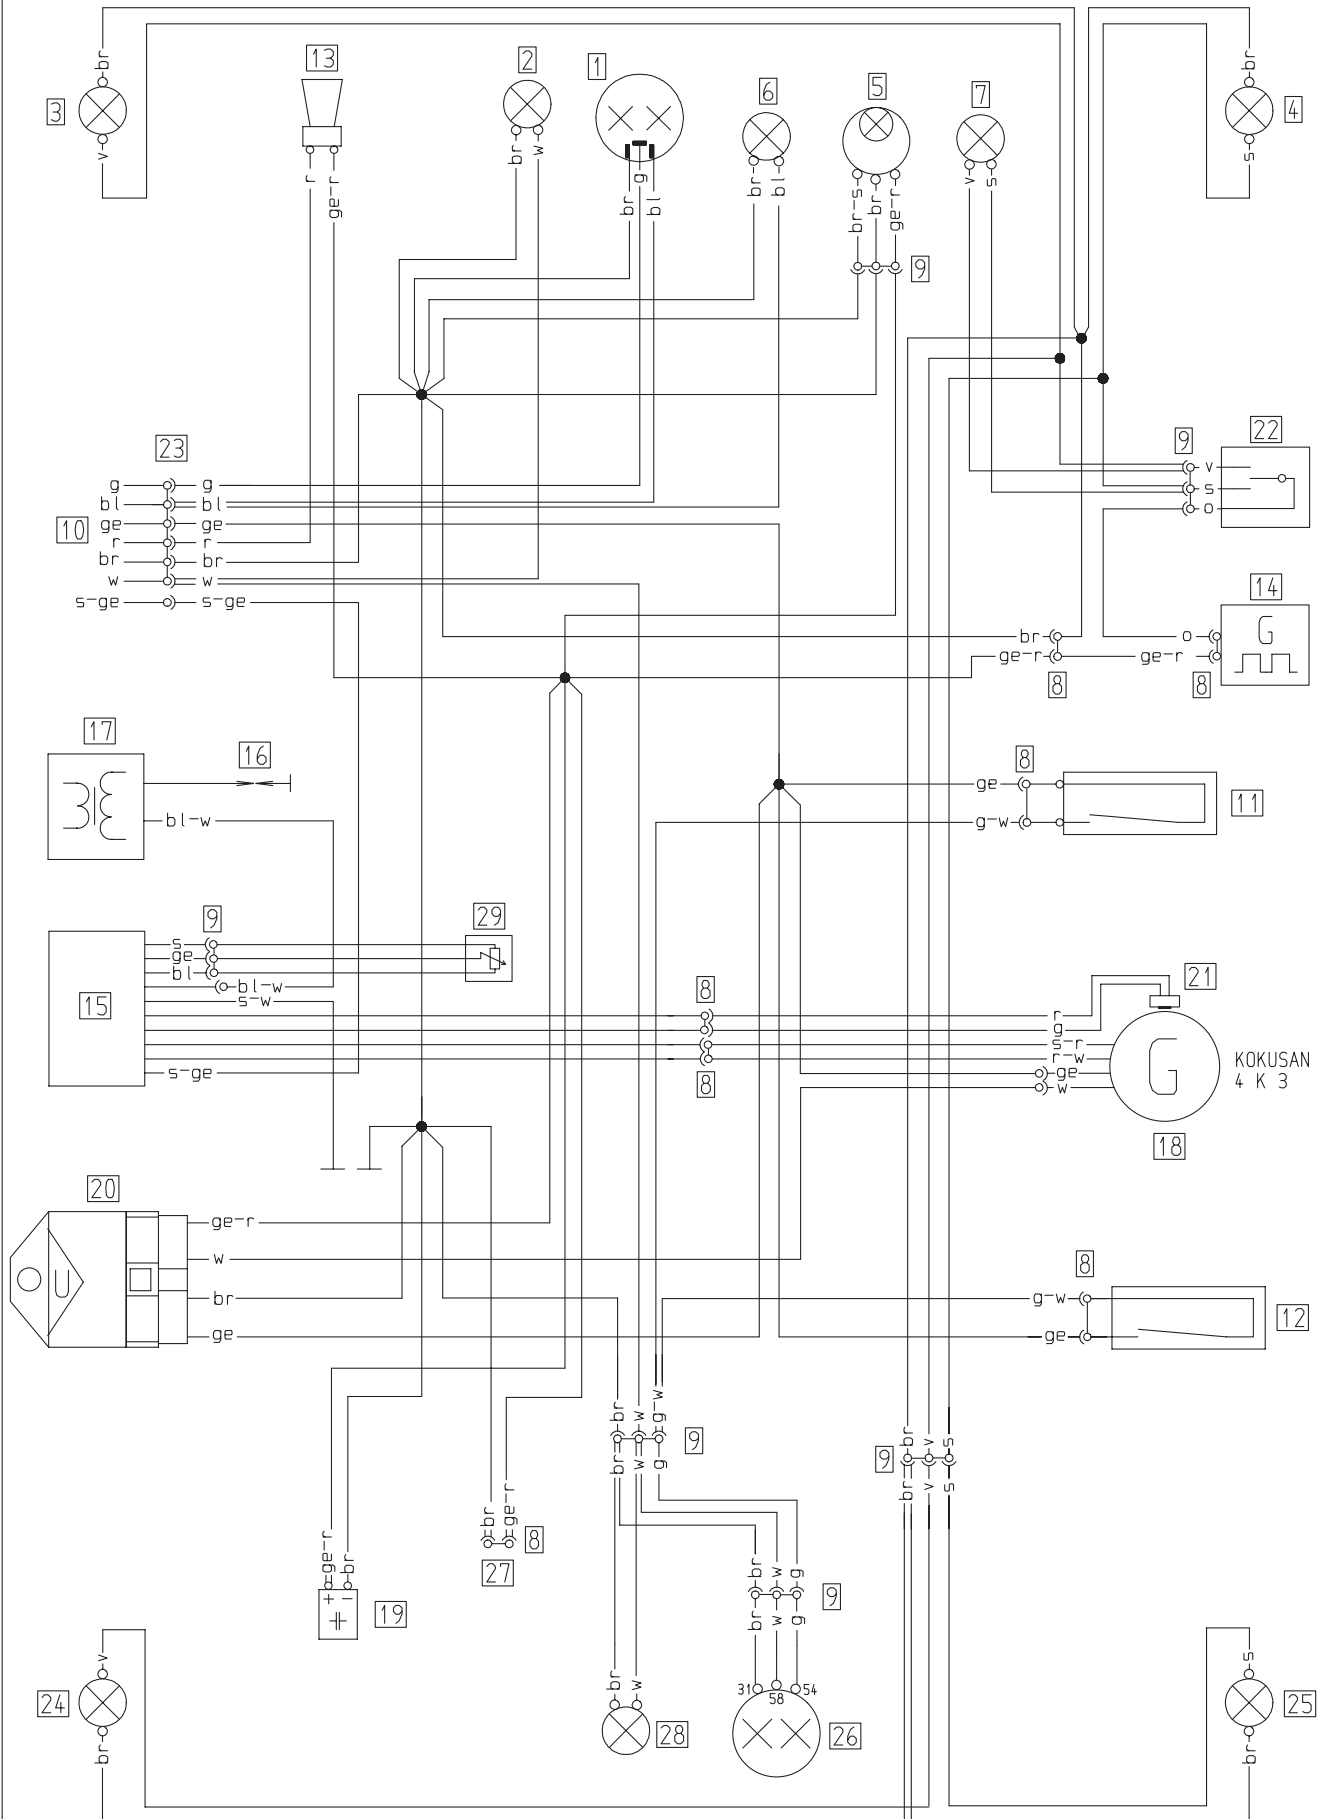 br
br
13
2
1
6
5
7
3
4
v
s
r
ge-r
br
w
br
g
bl
br
bl
br-s
br
ge-r
v
s
9
23
9
22
g
g
bl
bl
10
ge
ge
r
r
br
br
w
w
s-ge
s-ge
v
s
o
14
G
br
o
ge-r
ge-r
8
8
17
16
8
bl-w
ge
g-w
11
9
29
s
ge
bl
bl-w
s-w
15
s-ge
8
8
21
r
g
s-r
r-w
ge
w
G
KOKUSAN
4 K 3
18
20
U
ge-r
w
br
ge
8
g-w
ge
12
br
w
g-w
9
br
w
g
9
br
v
s
br
v
s
br
ge-r
8
27
ge-r
br
+ -
19
br
w
g
9
br
w
g
31
58
54
br
w
28
26
v
24
br
s
25
br